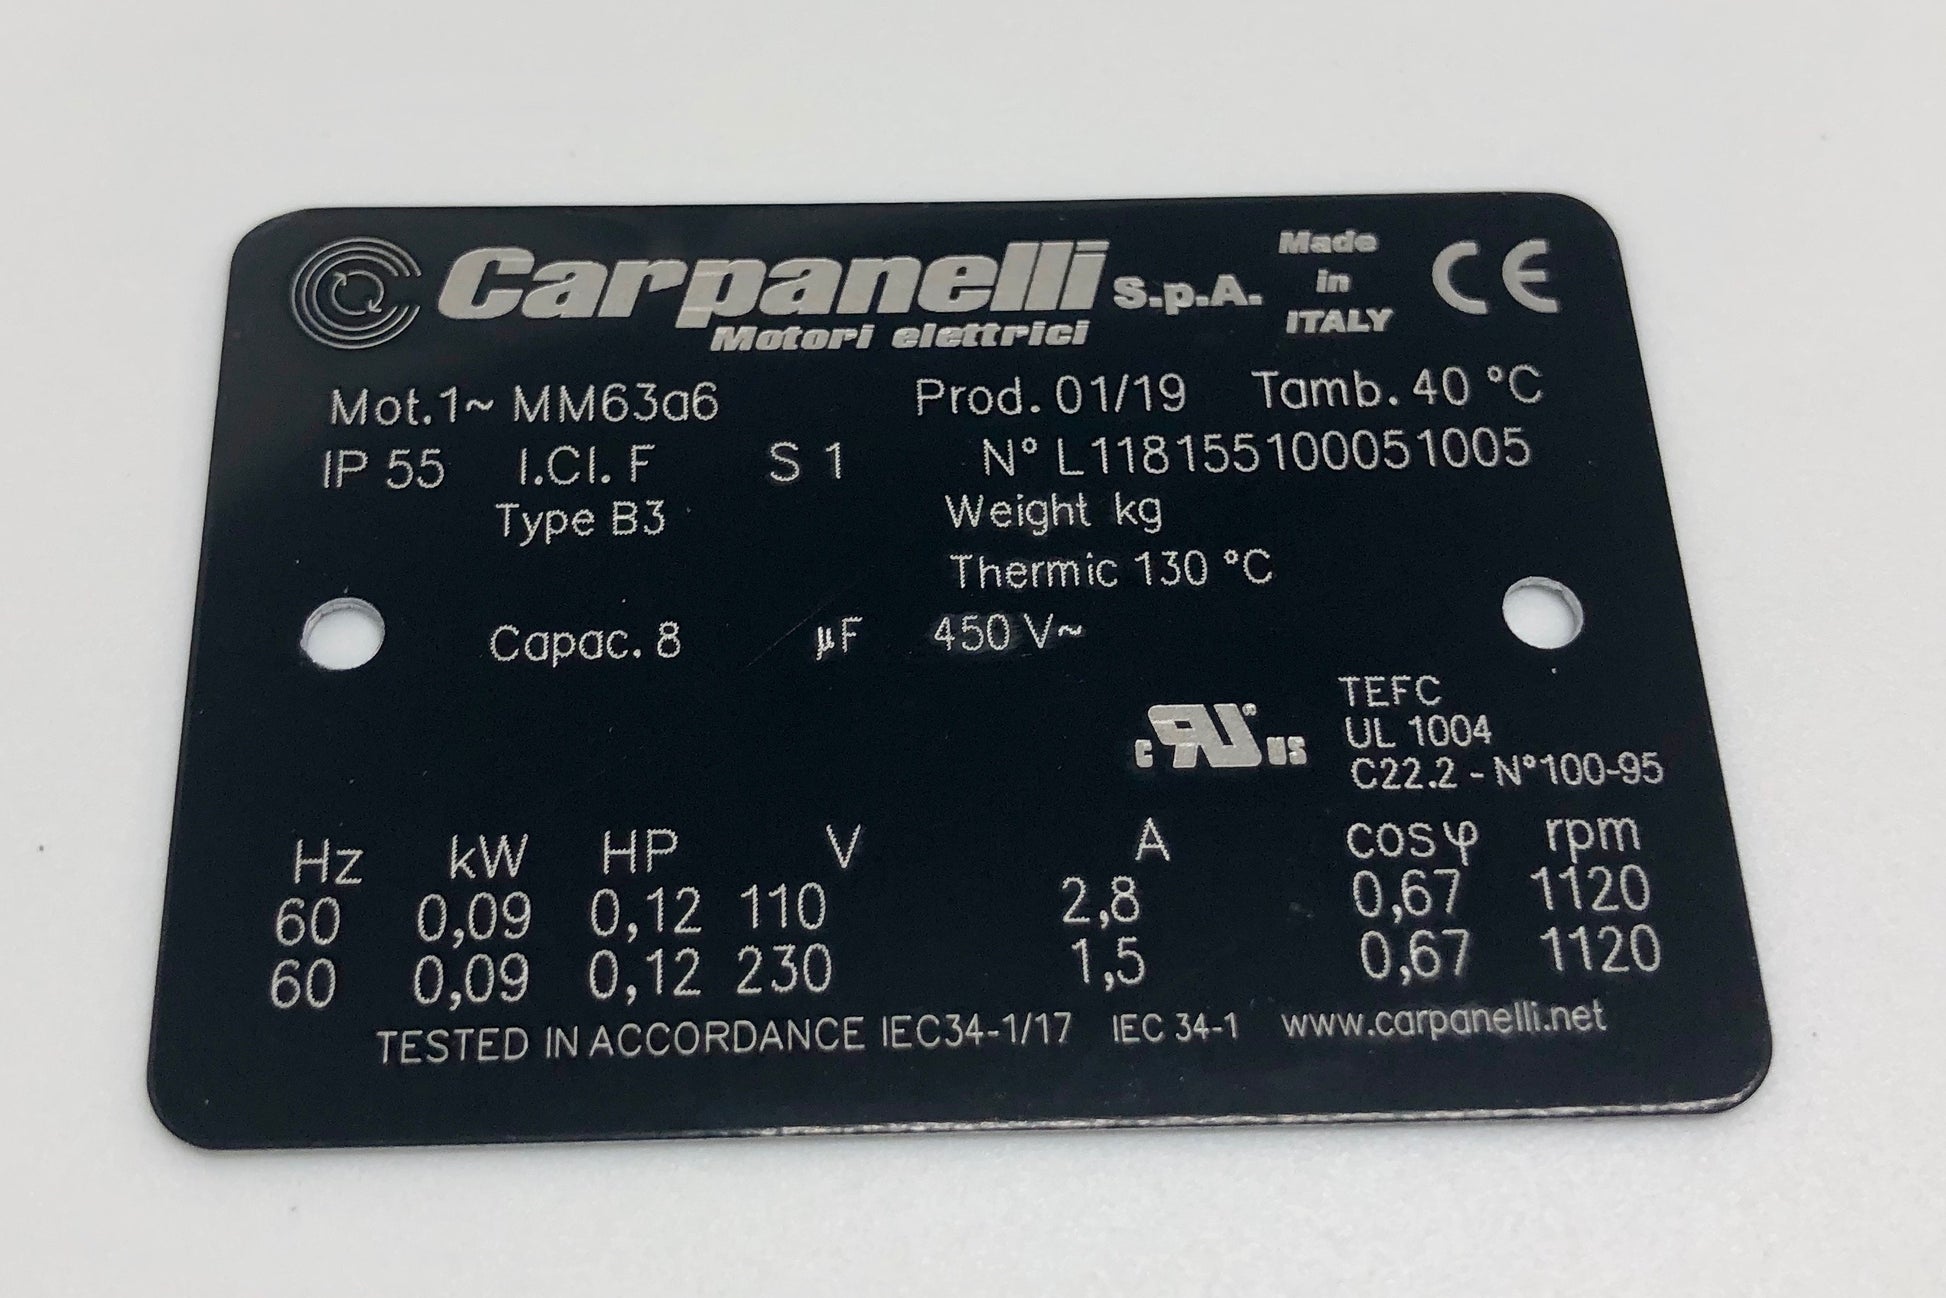 Carpanelli S.p.A. Made in ITALY CE
Motori elettrici
Mot.1~ MM63a6 Prod. 01/19 Tamb. 40 °C
IP 55 I.Cl. F S 1 N° L118155100051005
Type B3 Weight kg
Thermic 130 °C
Capac. 8 µF 450 V~
TEFC
c RU ® us UL 1004
C22.2 - N°100-95
Hz kW HP V A cosφ rpm
60 0,09 0,12 110 2,8 0,67 1120
60 0,09 0,12 230 1,5 0,67 1120
TESTED IN ACCORDANCE IEC34-1/17 IEC 34-1 www.carpanelli.net